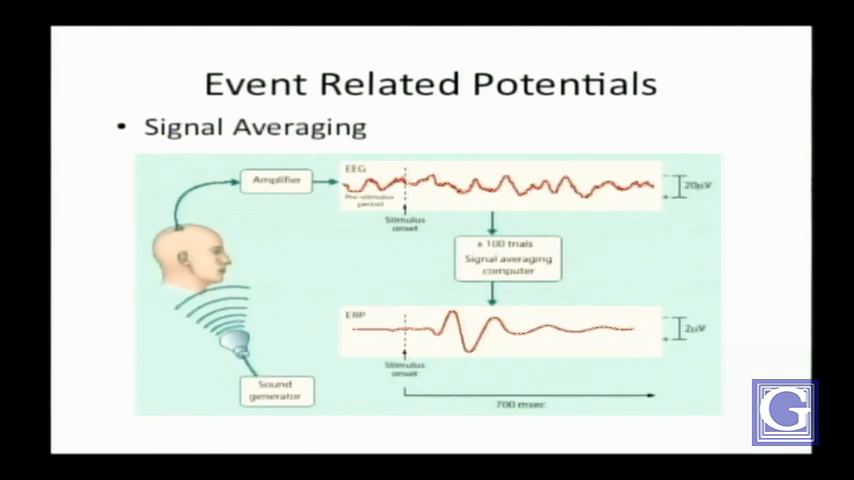 Event Related Potentials
• Signal Averaging
EEG
Amplifier
Pre-stimulus
period
20µV
Stimulus
onset
x 100 trials
Signal averaging
computer
ERP
2µV
Stimulus
onset
Sound
generator
700 msec
G